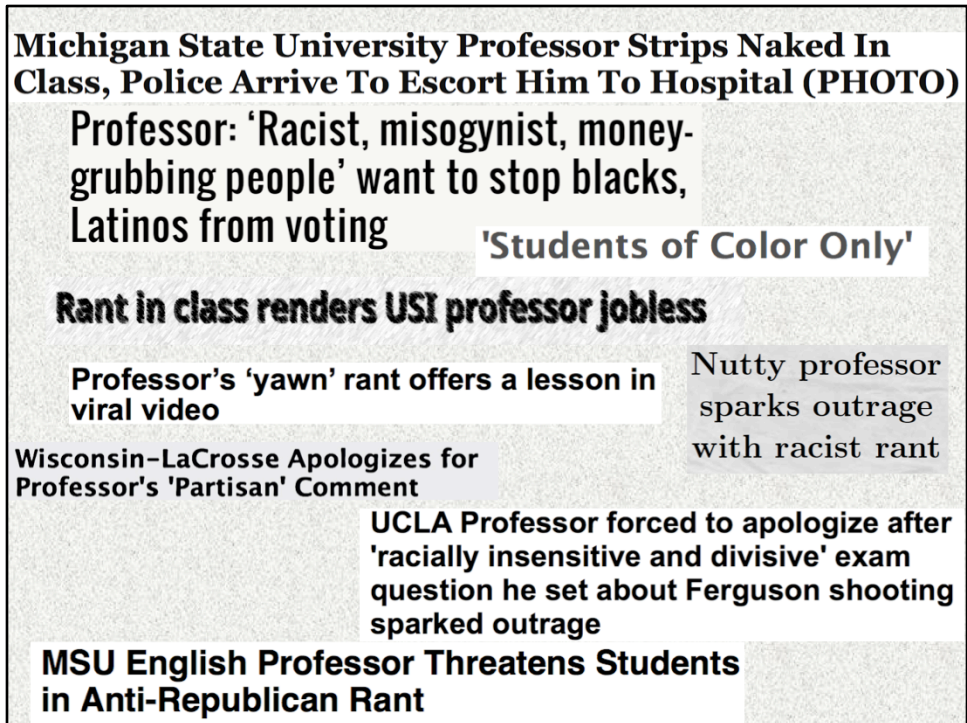 Michigan State University Professor Strips Naked In
Class, Police Arrive To Escort Him To Hospital (PHOTO)
Professor: ‘Racist, misogynist, money-
grubbing people’ want to stop blacks,
Latinos from voting
'Students of Color Only'
Rant in class renders USI professor jobless
Professor’s ‘yawn’ rant offers a lesson in
viral video
Nutty professor
sparks outrage
with racist rant
Wisconsin-LaCrosse Apologizes for
Professor's 'Partisan' Comment
UCLA Professor forced to apologize after
'racially insensitive and divisive' exam
question he set about Ferguson shooting
sparked outrage
MSU English Professor Threatens Students
in Anti-Republican Rant